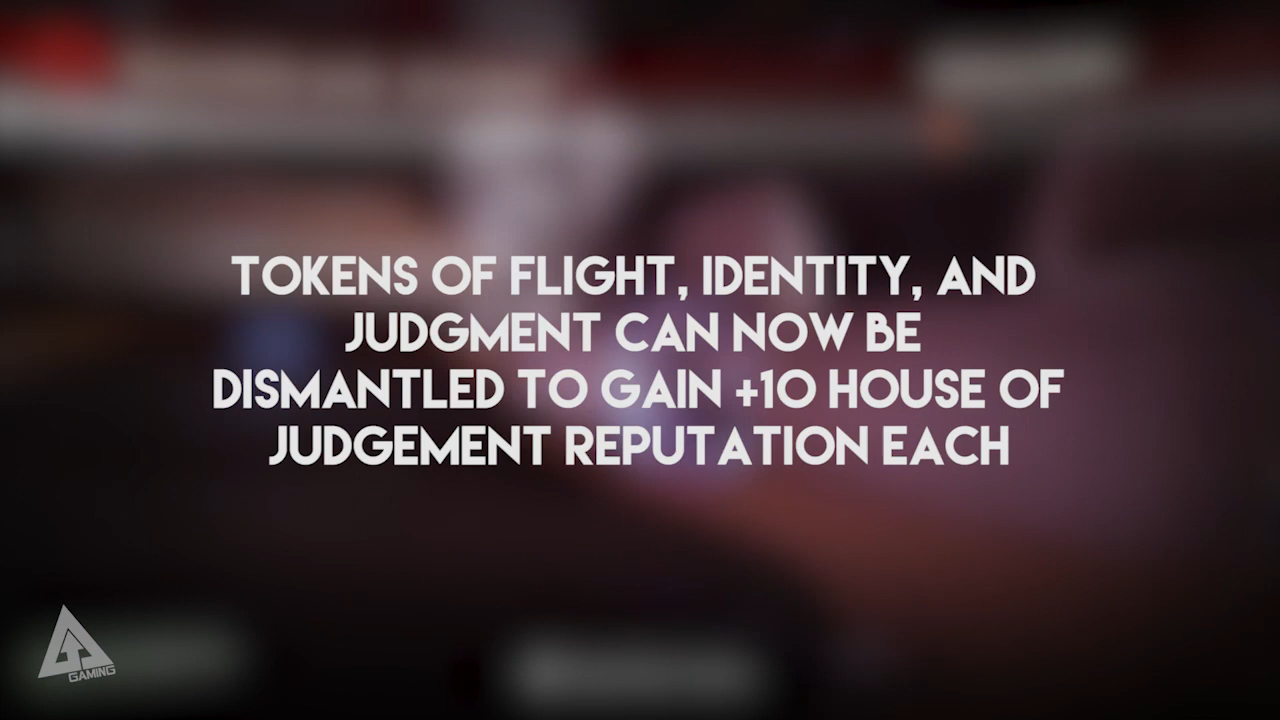 TOKENS OF FLIGHT, IDENTITY, AND
JUDGMENT CAN NOW BE
DISMANTLED TO GAIN +10 HOUSE OF
JUDGEMENT REPUTATION EACH
GAMING